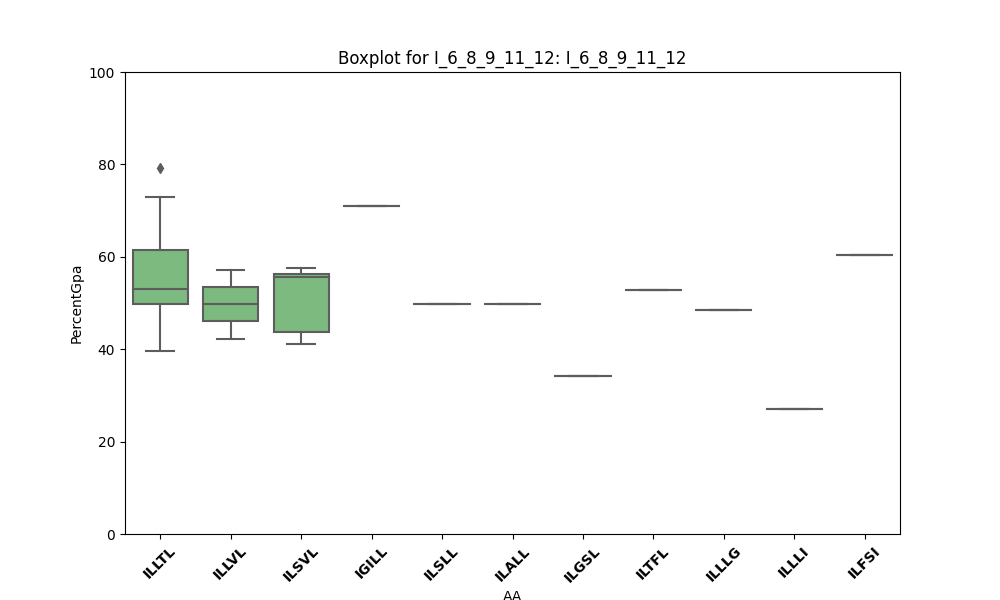 Boxplot for I_6_8_9_11_12: I_6_8_9_11_12
100
80
60
40
20
0
PercentGpa
ILLTL
ILLVL
ILSVL
IGILL
ILSLL
ILALL
ILGSL
ILTFL
ILLLG
ILLLI
ILFSI
AA